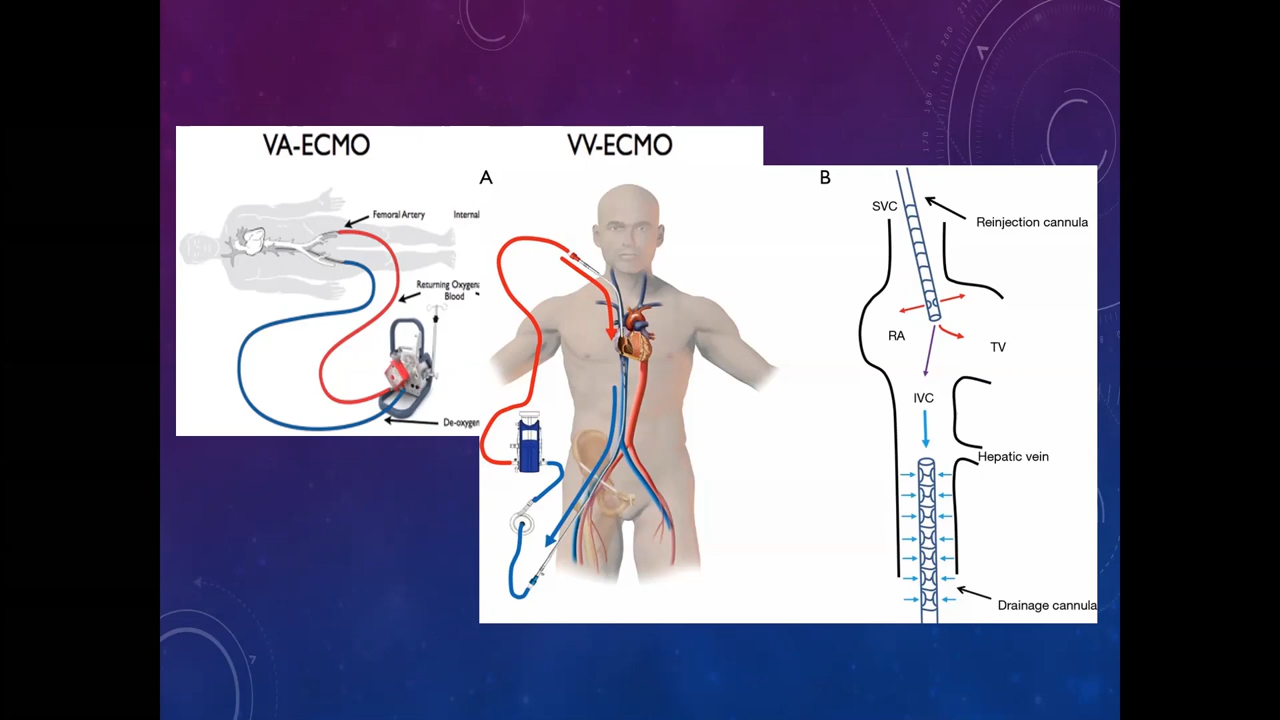 VA-ECMO
VV-ECMO
Femoral Artery
Internal
Returning Oxygena
Blood
De-oxygen
A
B
SVC
Reinjection cannula
RA
TV
IVC
Hepatic vein
Drainage cannula